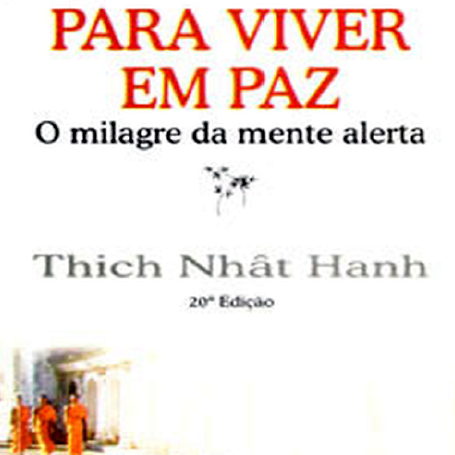 PARA VIVER
EM PAZ
O milagre da mente alerta
Thich Nhât Hanh
20ª Edição